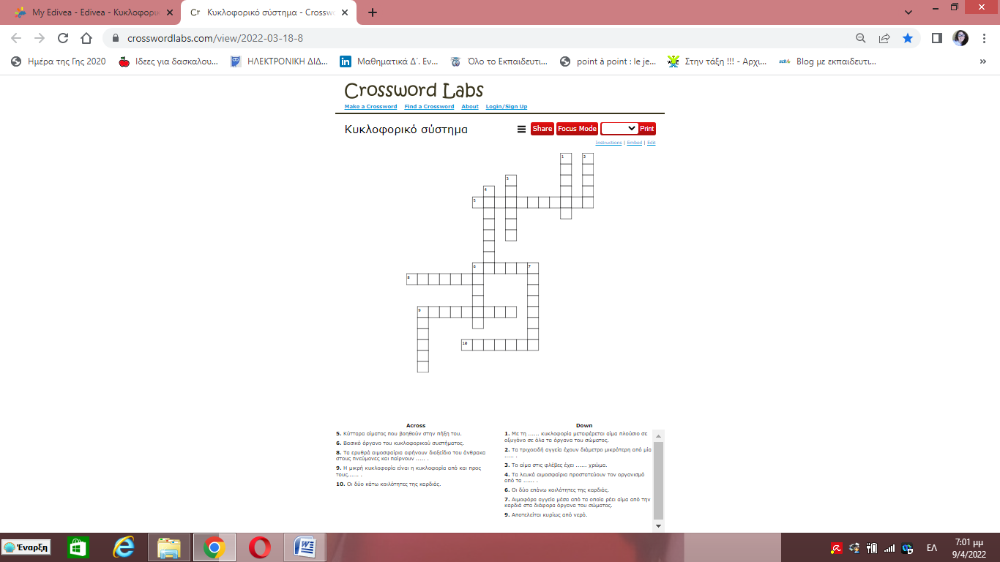 My Edivea - Edivea - Κυκλοφορι
Κυκλοφορικό σύστημα - Crossw
crosswordlabs.com/view/2022-03-18-8
Ημέρα της Γης 2020
Ιδεες για δασκαλου...
ΗΛΕΚΤΡΟΝΙΚΗ ΔΙΔ...
Μαθηματικά Δ΄. Εν...
Όλο το Εκπαιδευτι...
point à point : le je...
Στην τάξη !!! - Αρχι...
Blog με εκπαιδευτι...
»
Crossword Labs
Make a Crossword Find a Crossword About Login/Sign Up
Κυκλοφορικό σύστημα
Share Focus Mode Print
Instructions | Embed | Edit
1 2
3
4
5
6 7
8
9
10
Across
5. Κύτταρα αίματος που βοηθούν στην πήξη του.
6. Βασικό όργανο του κυκλοφορικού συστήματος.
8. Τα ερυθρά αιμοσφαίρια αφήνουν διοξείδιο του άνθρακα
στους πνεύμονες και παίρνουν ..... .
9. Η μικρή κυκλοφορία είναι η κυκλοφορία από και προς
τους...... .
10. Οι δύο κάτω κοιλότητες της καρδιάς.
Down
1. Με τη ...... κυκλοφορία μεταφέρεται αίμα πλούσιο σε
οξυγόνο σε όλα τα όργανα του σώματος.
2. Τα τριχοειδή αγγεία έχουν διάμετρο μικρότερη από μία
..... .
3. Το αίμα στις φλέβες έχει ...... χρώμα.
4. Τα λευκά αιμοσφαίρια προστατεύουν τον οργανισμό
από τα ...... .
6. Οι δύο επάνω κοιλότητες της καρδιάς.
7. Αιμοφόρα αγγεία μέσα από τα οποία ρέει αίμα από την
καρδιά στα διάφορα όργανα του σώματος.
9. Αποτελείται κυρίως από νερό.
Έναρξη
ΕΛ
7:01 μμ
9/4/2022